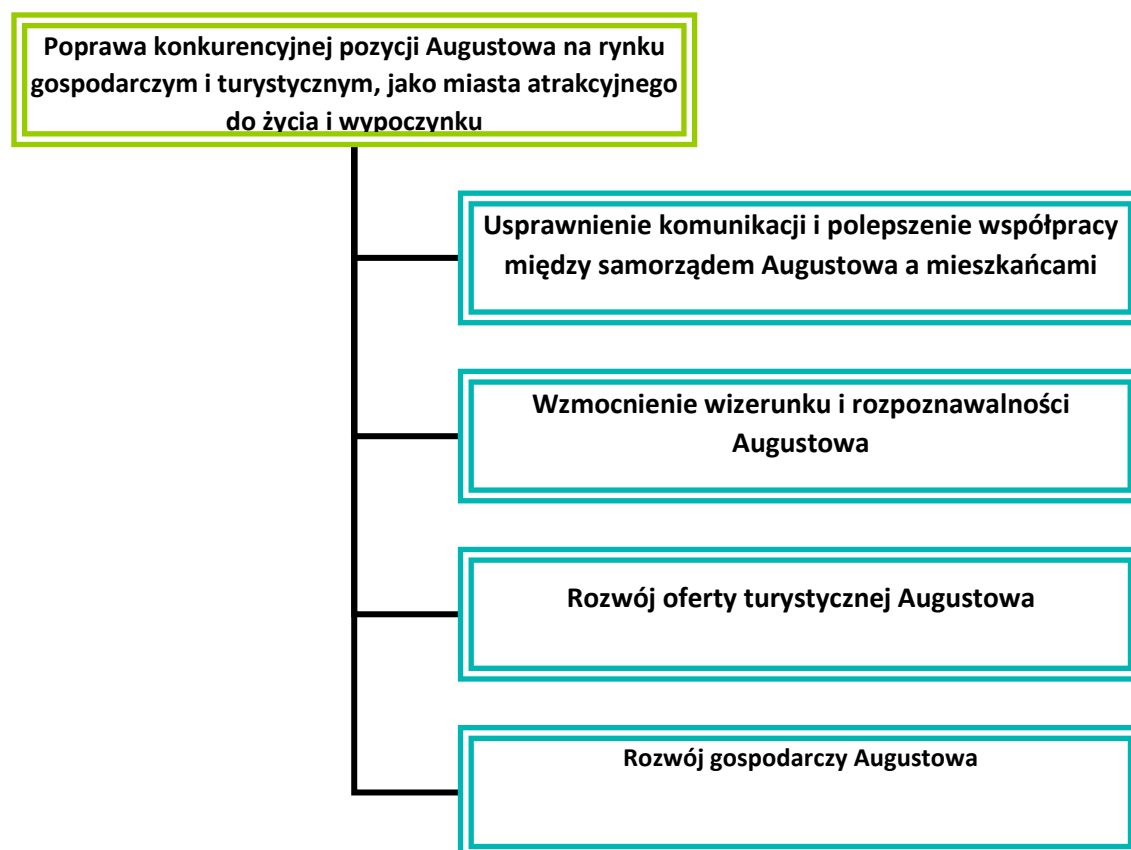 Poprawa konkurencyjnej pozycji Augustowa na rynku
gospodarczym i turystycznym, jako miasta atrakcyjnego
do życia i wypoczynku
Usprawnienie komunikacji i polepszenie współpracy
między samorządem Augustowa a mieszkańcami
Wzmocnienie wizerunku i rozpoznawalności
Augustowa
Rozwój oferty turystycznej Augustowa
Rozwój gospodarczy Augustowa